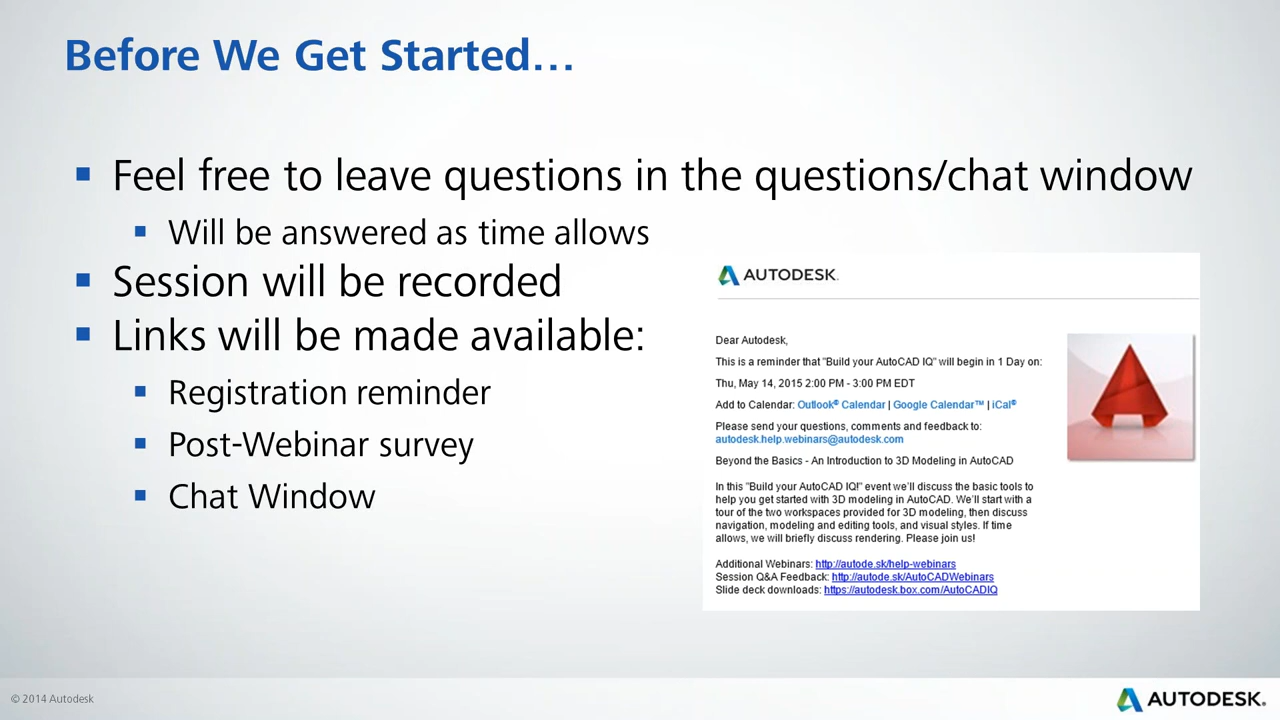 Before We Get Started...
Feel free to leave questions in the questions/chat window
Will be answered as time allows
Session will be recorded
Links will be made available:
Registration reminder
Post-Webinar survey
Chat Window
AUTODESK.
Dear Autodesk,
This is a reminder that "Build your AutoCAD IQ" will begin in 1 Day on:
Thu, May 14, 2015 2:00 PM - 3:00 PM EDT
Add to Calendar: Outlook® Calendar | Google Calendar™ | iCal®
Please send your questions, comments and feedback to:
autodesk.help.webinars@autodesk.com
Beyond the Basics - An Introduction to 3D Modeling in AutoCAD
In this "Build your AutoCAD IQ!" event we'll discuss the basic tools to
help you get started with 3D modeling in AutoCAD. We'll start with a
tour of the two workspaces provided for 3D modeling, then discuss
navigation, modeling and editing tools, and visual styles. If time
allows, we will briefly discuss rendering. Please join us!
Additional Webinars: http://autode.sk/help-webinars
Session Q&A Feedback: http://autode.sk/AutoCADWebinars
Slide deck downloads: https://autodesk.box.com/AutoCADIQ
© 2014 Autodesk
AUTODESK.